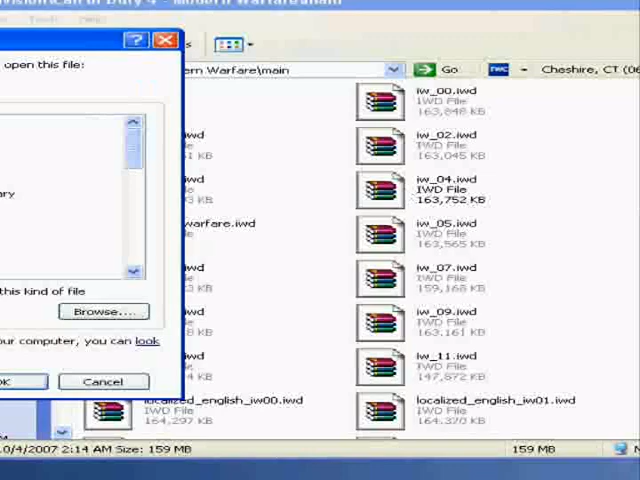 open this file:
ern Warfare\main
Go
Cheshire, CT (06
iw_00.iwd
IWD File
163,848 KB
iw_02.iwd
IWD File
163,045 KB
iw_04.iwd
IWD File
163,752 KB
warfare.iwd
iw_05.iwd
IWD File
163,565 KB
iw_07.iwd
IWD File
159,168 KB
this kind of file
Browse...
iw_09.iwd
IWD File
163,161 KB
our computer, you can look
iw_11.iwd
IWD File
147,872 KB
OK
Cancel
localized_english_iw00.iwd
IWD File
164,297 KB
localized_english_iw01.iwd
IWD File
164,370 KB
10/4/2007 2:14 AM Size: 159 MB
159 MB